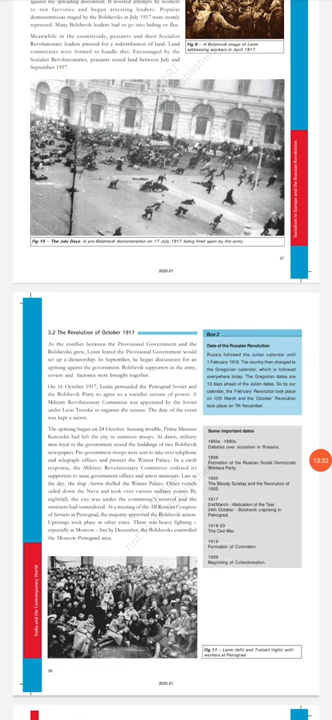 against the spreading discontent. It resisted attempts by workers
to run factories and began arresting leaders. Popular
demonstrations staged by the Bolsheviks in July 1917 were sternly
repressed. Many Bolshevik leaders had to go into hiding or flee.
Meanwhile in the countryside, peasants and their Socialist
Revolutionary leaders pressed for a redistribution of land. Land
committees were formed to handle this. Encouraged by the
Socialist Revolutionaries, peasants seized land between July and
September 1917.
Fig.9 – A Bolshevik image of Lenin
addressing workers in April 1917.
Fig.10 – The July Days. A pro-Bolshevik demonstration on 17 July 1917 being fired upon by the army.
Socialism in Europe and the Russian Revolution
37
2020-21
3.2 The Revolution of October 1917
As the conflict between the Provisional Government and the
Bolsheviks grew, Lenin feared the Provisional Government would
set up a dictatorship. In September, he began discussions for an
uprising against the government. Bolshevik supporters in the army,
soviets and factories were brought together.
On 16 October 1917, Lenin persuaded the Petrograd Soviet and
the Bolshevik Party to agree to a socialist seizure of power. A
Military Revolutionary Committee was appointed by the Soviet
under Leon Trotskii to organise the seizure. The date of the event
was kept a secret.
The uprising began on 24 October. Sensing trouble, Prime Minister
Kerenskii had left the city to summon troops. At dawn, military
men loyal to the government seized the buildings of two Bolshevik
newspapers. Pro-government troops were sent to take over telephone
and telegraph offices and protect the Winter Palace. In a swift
response, the Military Revolutionary Committee ordered its
supporters to seize government offices and arrest ministers. Late in
the day, the ship Aurora shelled the Winter Palace. Other vessels
sailed down the Neva and took over various military points. By
nightfall, the city was under the committee's control and the
ministers had surrendered. At a meeting of the All Russian Congress
of Soviets in Petrograd, the majority approved the Bolshevik action.
Uprisings took place in other cities. There was heavy fighting –
especially in Moscow – but by December, the Bolsheviks controlled
the Moscow-Petrograd area.
Box 2
Date of the Russian Revolution
Russia followed the Julian calendar until
1 February 1918. The country then changed to
the Gregorian calendar, which is followed
everywhere today. The Gregorian dates are
13 days ahead of the Julian dates. So by our
calendar, the 'February' Revolution took place
on 12th March and the 'October' Revolution
took place on 7th November.
Some important dates
1850s -1880s
Debates over socialism in Russia.
1898
Formation of the Russian Social Democratic
Workers Party.
1905
The Bloody Sunday and the Revolution of
1905.
1917
2nd March - Abdication of the Tsar.
24th October - Bolshevik unprising in
Petrograd.
1918-20
The Civil War.
1919
Formation of Comintern.
1929
Beginning of Collectivisation.
13:32
India and the Contemporary World
Fig.11 – Lenin (left) and Trotskii (right) with
workers at Petrograd.
38
2020-21